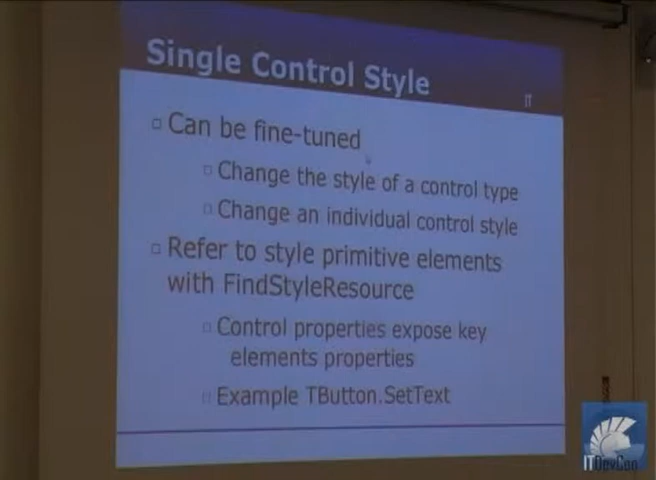 Single Control Style
IT
Can be fine-tuned
Change the style of a control type
Change an individual control style
Refer to style primitive elements
with FindStyleResource
Control properties expose key
elements properties
Example TButton.SetText
ITDevCon